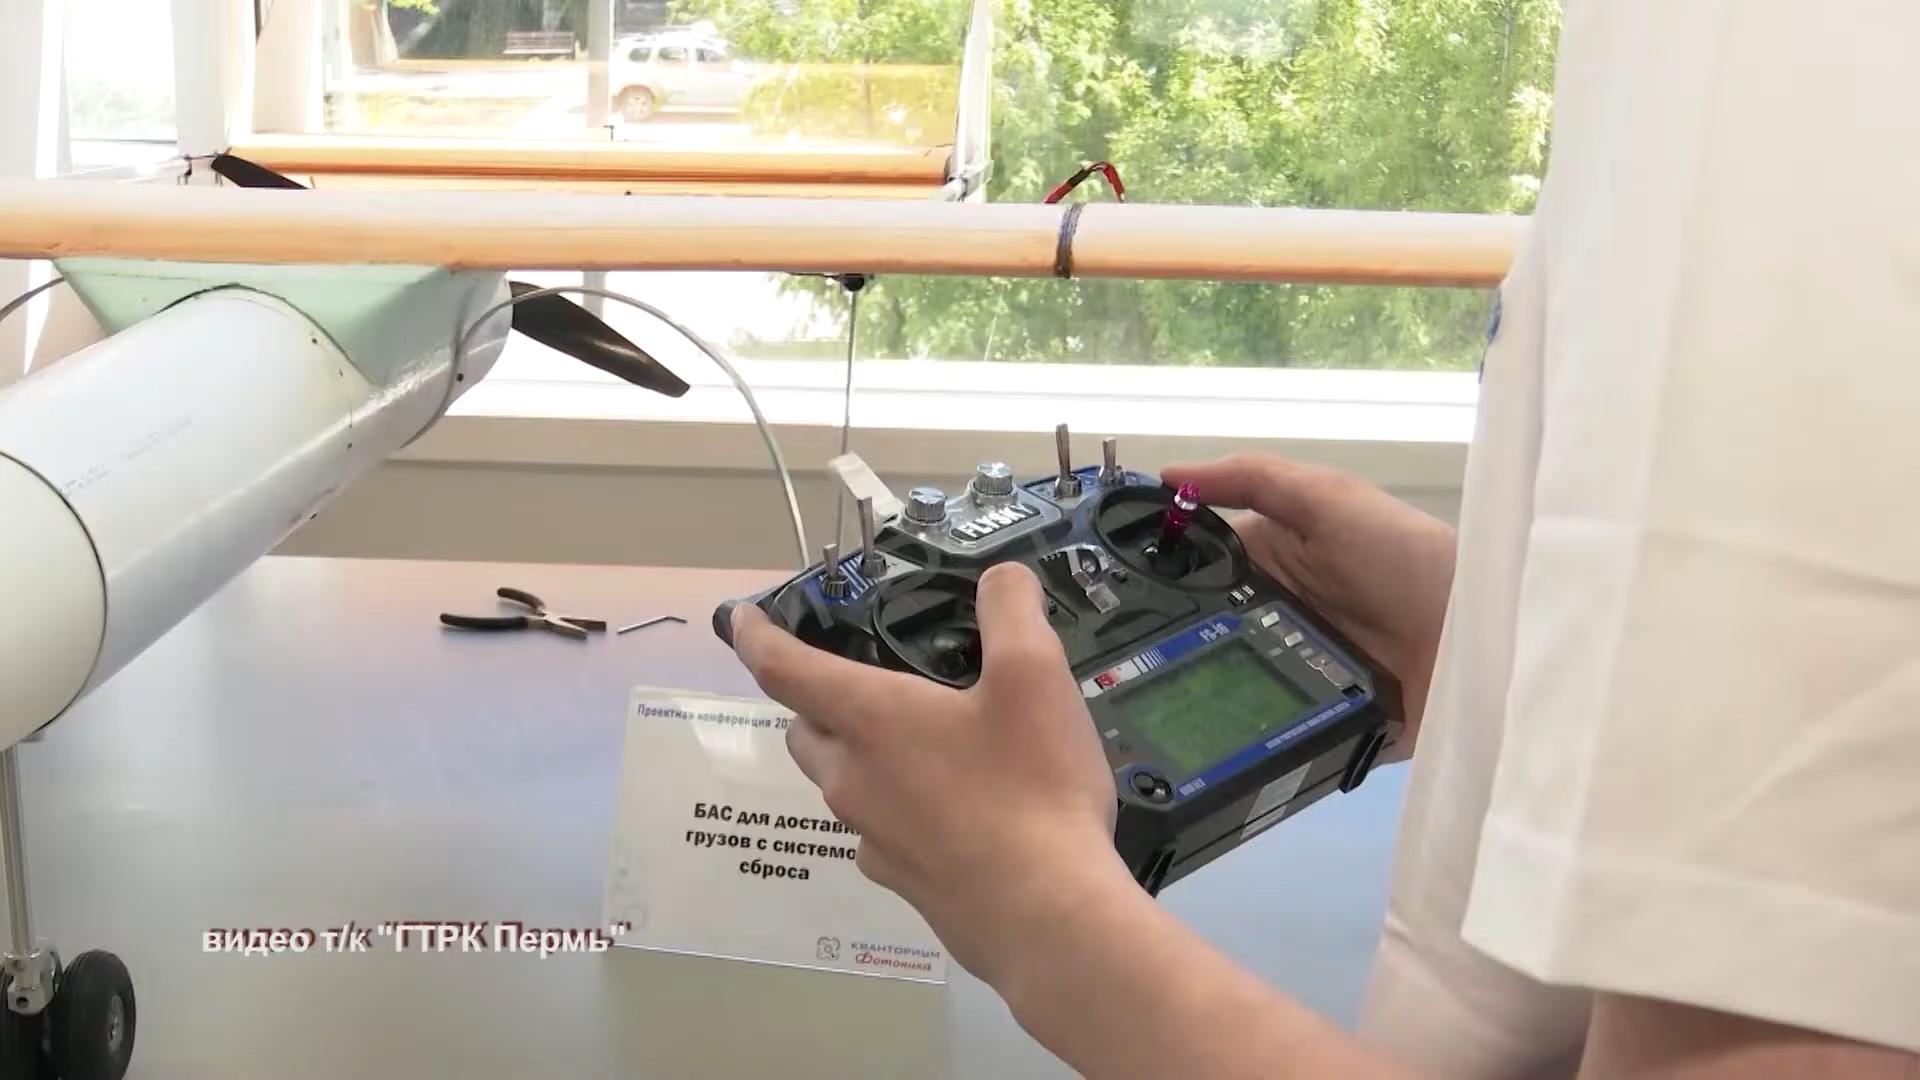 FLYSKY
FS-i6
Проектная конференция 20
БАС для достав
грузов с системо
сброса
видео т/к "ГТРК Пермь"
КВАНТОРИУМ
Фотоника